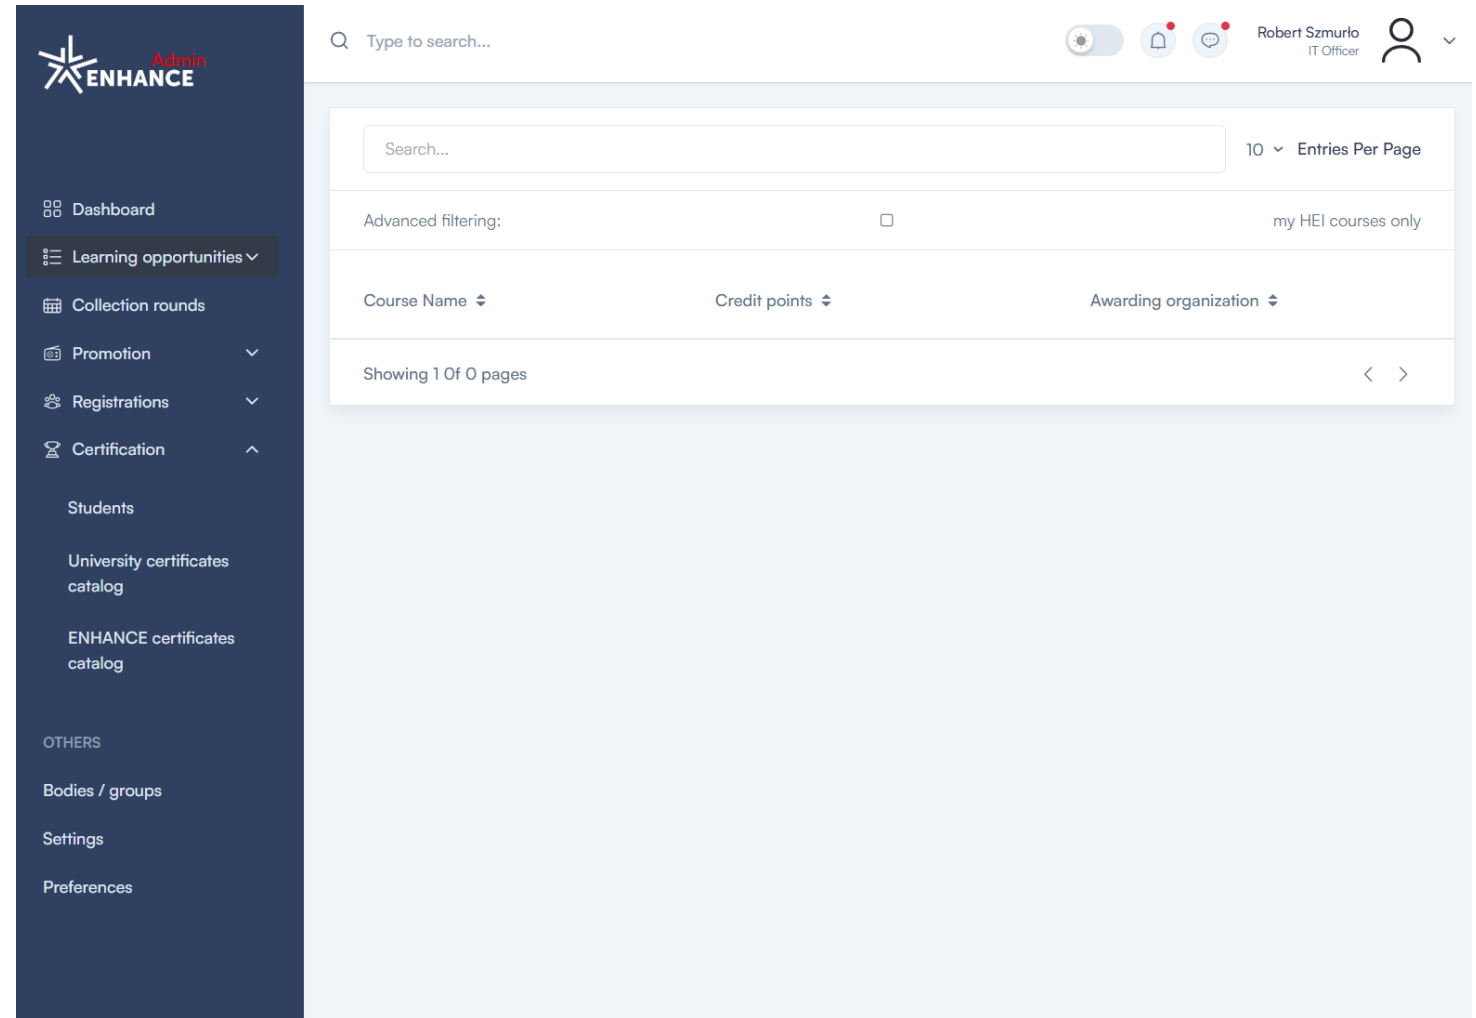 Admin
ENHANCE
Dashboard
Learning opportunities
Collection rounds
Promotion
Registrations
Certification
Students
University certificates
catalog
ENHANCE certificates
catalog
OTHERS
Bodies / groups
Settings
Preferences
Type to search...
Robert Szmurło
IT Officer
Search...
10 Entries Per Page
Advanced filtering: my HEI courses only
Course Name Credit points Awarding organization
Showing 1 Of 0 pages